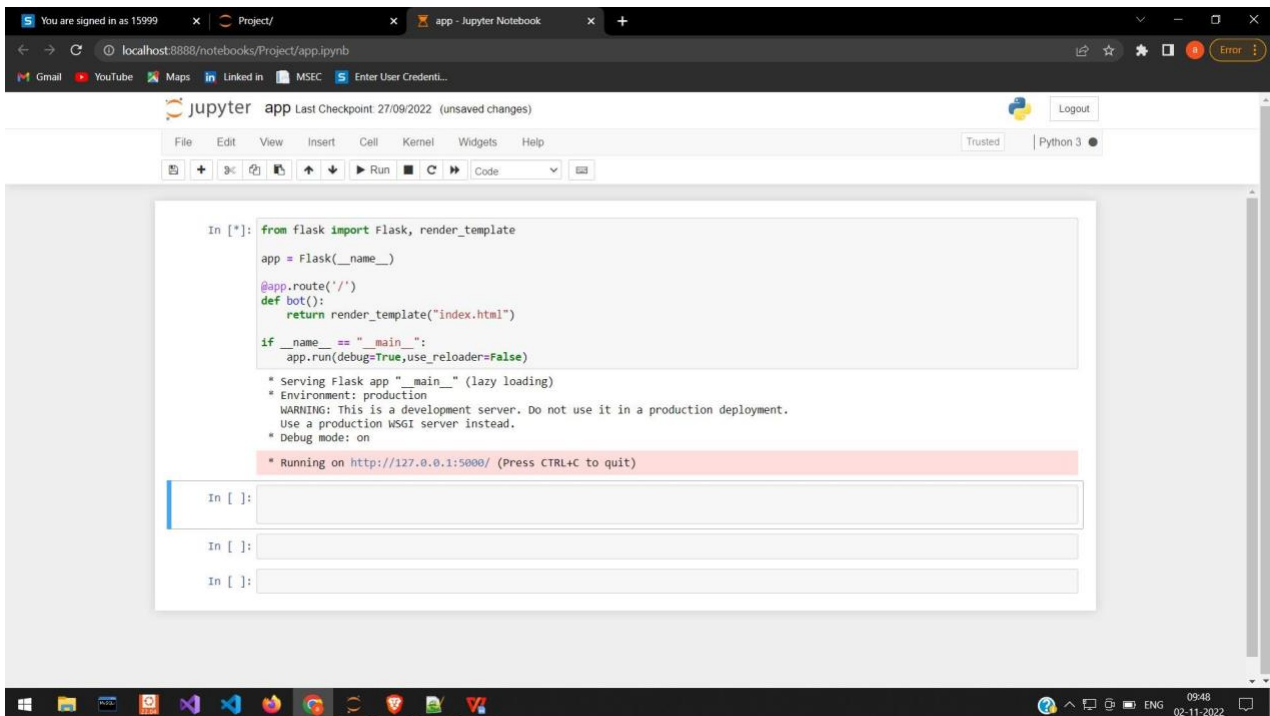 You are signed in as 15999
Project/
app - Jupyter Notebook
localhost:8888/notebooks/Project/app.ipynb
Error
Gmail YouTube Maps Linked in MSEC Enter User Credenti...
jupyter app Last Checkpoint: 27/09/2022 (unsaved changes)
Logout
File Edit View Insert Cell Kernel Widgets Help
Trusted
Python 3
Run
Code
In [*]: from flask import Flask, render_template
app = Flask(__name__)
@app.route('/')
def bot():
    return render_template("index.html")
if __name__ == "__main__":
    app.run(debug=True,use_reloader=False)
* Serving Flask app "__main__" (lazy loading)
* Environment: production
WARNING: This is a development server. Do not use it in a production deployment.
Use a production WSGI server instead.
* Debug mode: on
* Running on http://127.0.0.1:5000/ (Press CTRL+C to quit)
In [ ]:
In [ ]:
In [ ]:
ENG
09:48
02-11-2022